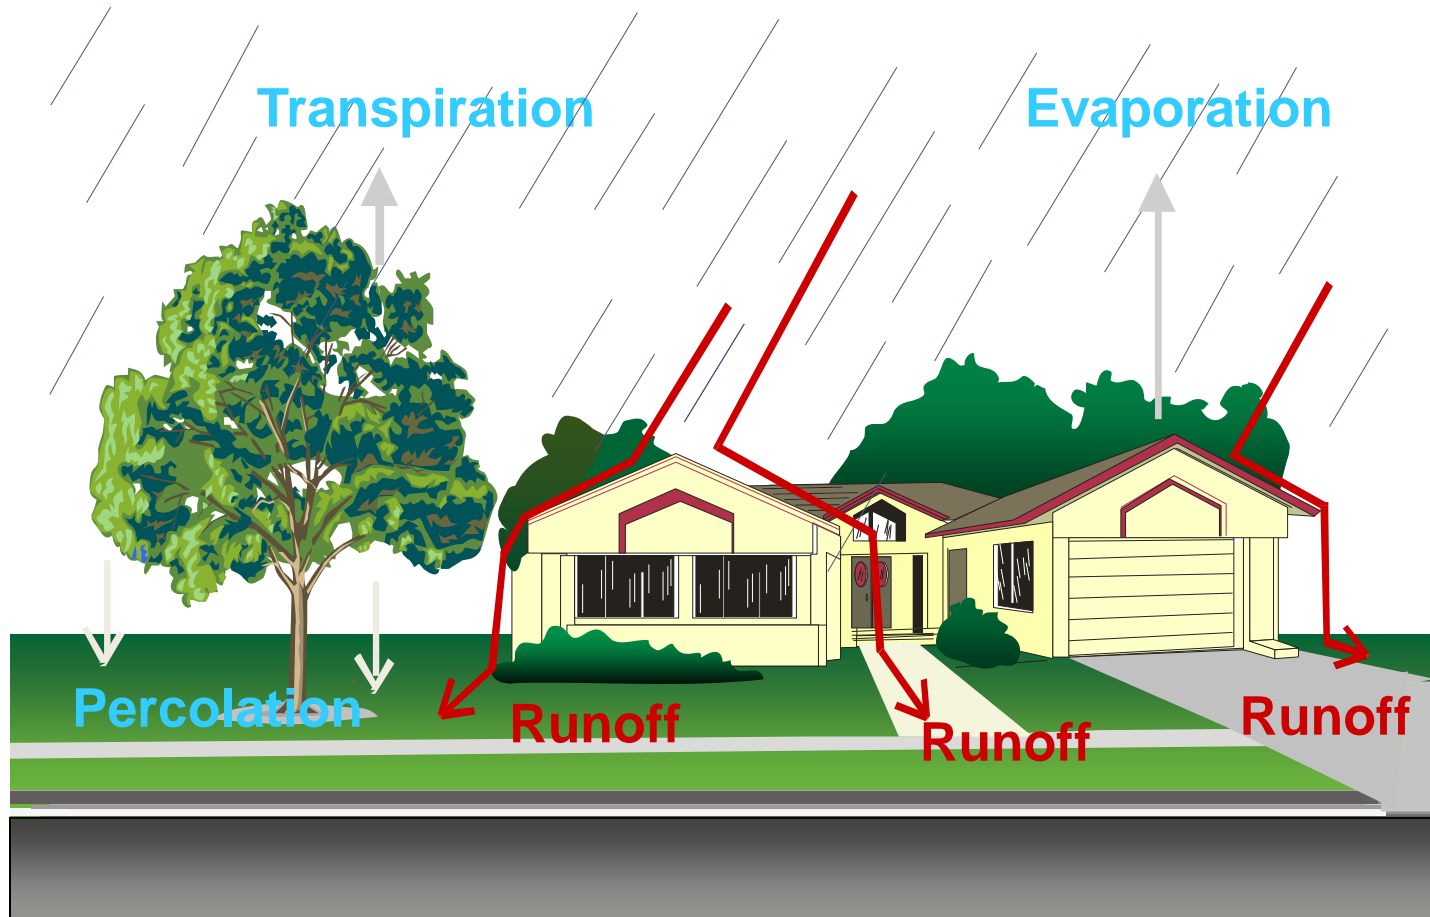 Transpiration
Evaporation
Percolation
Runoff
Runoff
Runoff